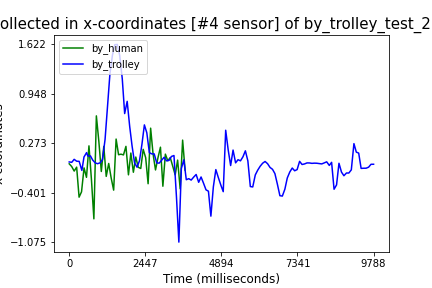 ollected in x-coordinates [#4 sensor] of by_trolley_test_2
by_human
by_trolley
1.622
0.948
0.273
−0.401
−1.075
0
2447
4894
7341
9788
Time (milliseconds)